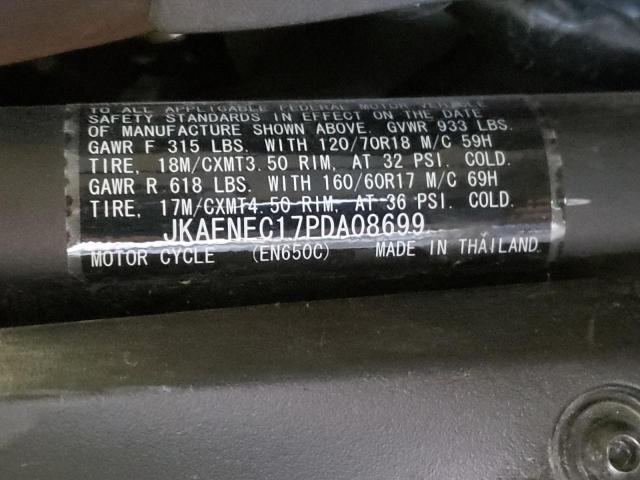 TO ALL APPLICABLE FEDERAL MOTOR VEHICLE
SAFETY STANDARDS IN EFFECT ON THE DATE
OF MANUFACTURE SHOWN ABOVE. GVWR 933 LBS.
GAWR F 315 LBS. WITH 120/70R18 M/C 59H
TIRE, 18M/CXMT3.50 RIM, AT 32 PSI. COLD.
GAWR R 618 LBS. WITH 160/60R17 M/C 69H
TIRE, 17M/CXMT4.50 RIM, AT 36 PSI. COLD.
JKAENEC17PDA08699
MOTOR CYCLE (EN650C) MADE IN THAILAND